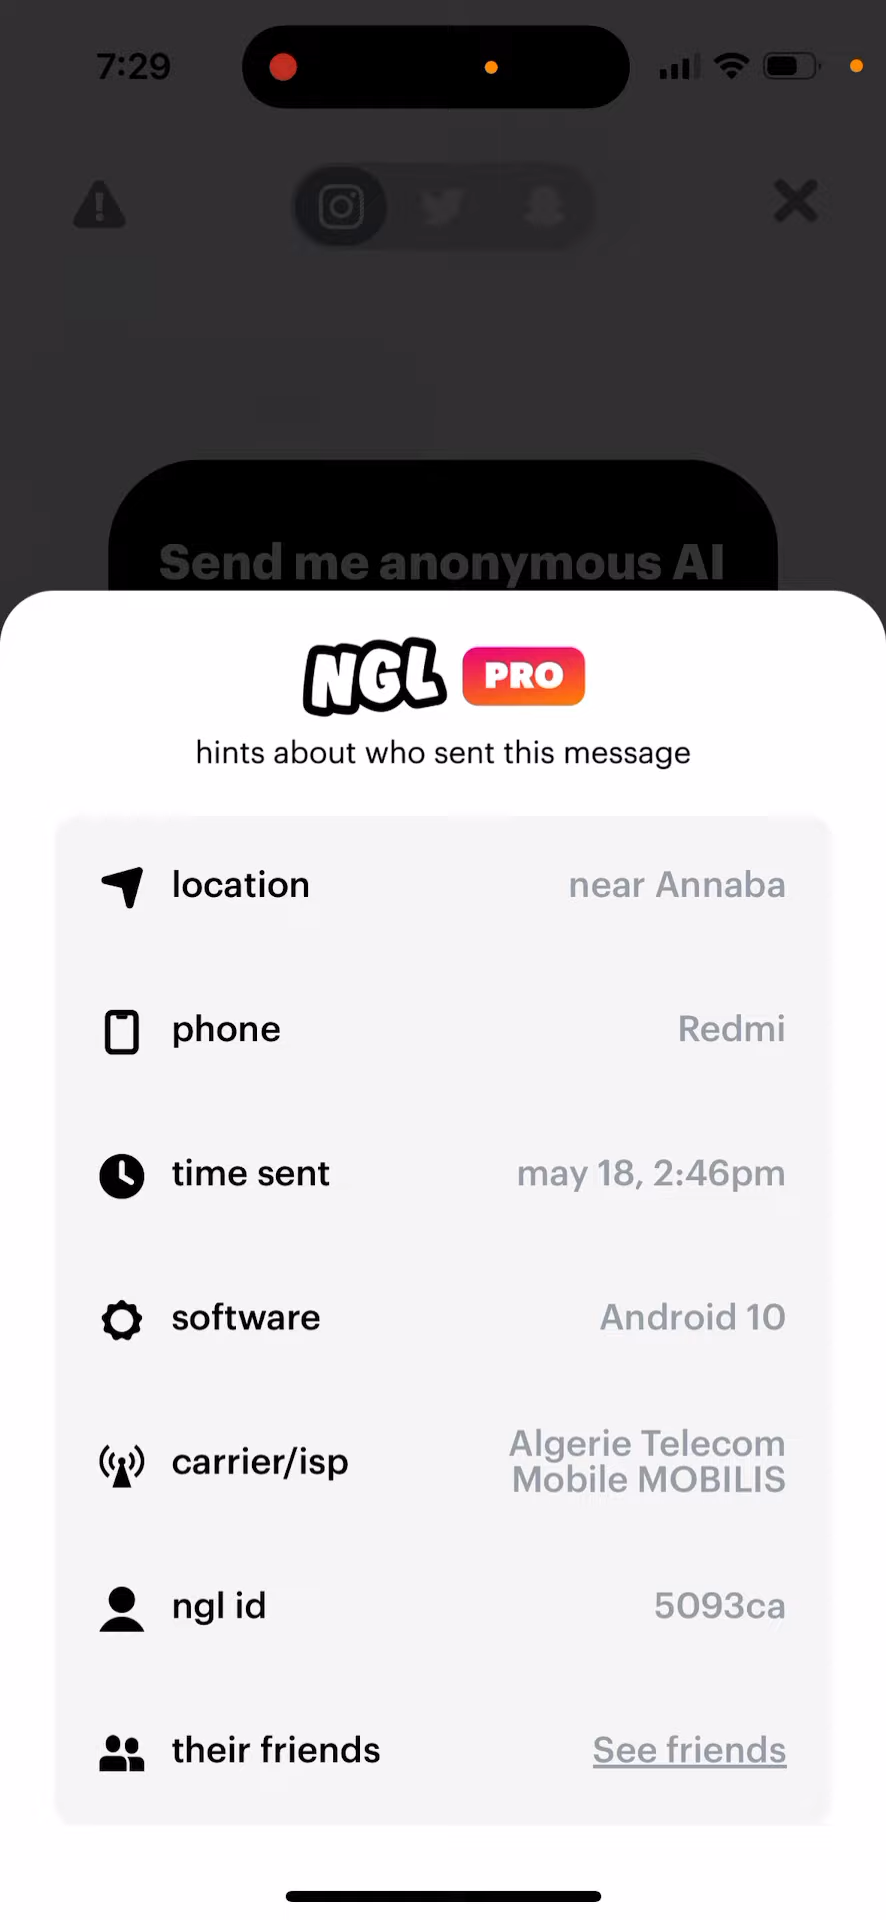 7:29
Send me anonymous AI
NGL PRO
hints about who sent this message
location near Annaba
phone Redmi
time sent may 18, 2:46pm
software Android 10
carrier/isp Algerie Telecom
Mobile MOBILIS
ngl id 5093ca
their friends See friends